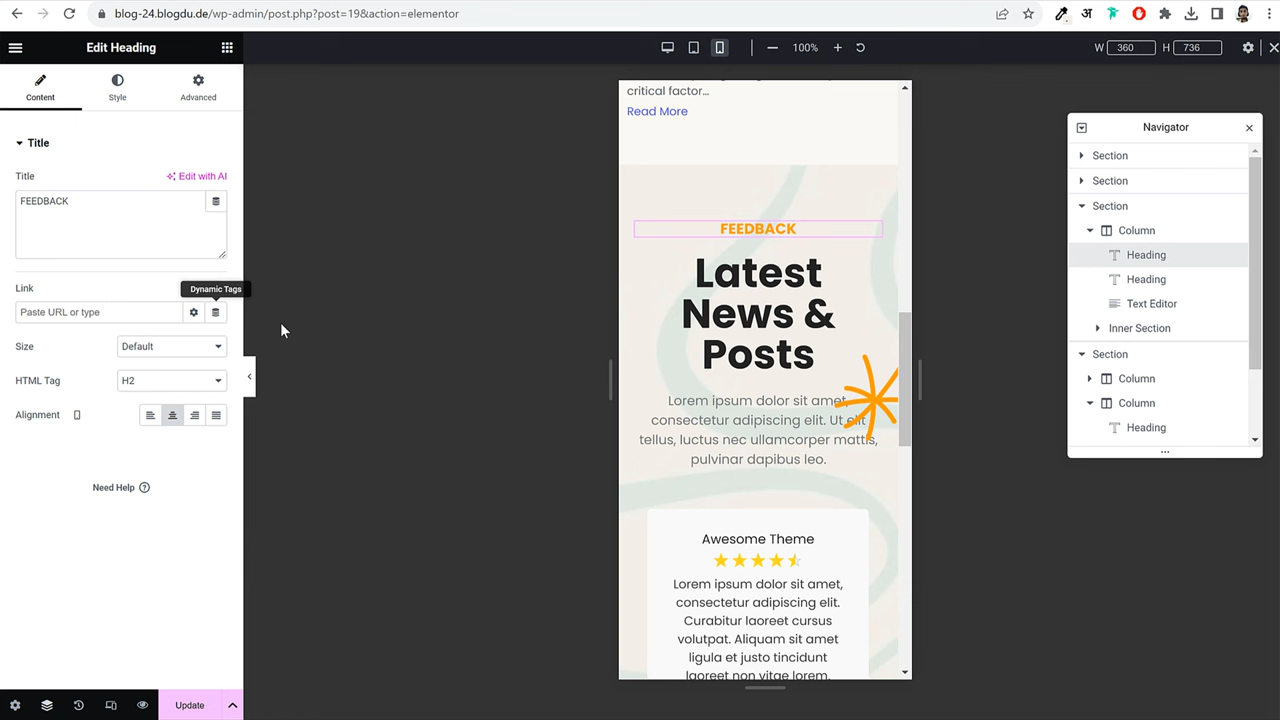 blog-24.blogdu.de/wp-admin/post.php?post=19&action=elementor
अ
Edit Heading
100%
W 360 H 736
Content Style Advanced
Title
Title Edit with AI
FEEDBACK
Link
Dynamic Tags
Paste URL or type
Size Default
HTML Tag H2
Alignment
Need Help
Update
critical factor...
Read More
FEEDBACK
Latest
News &
Posts
Lorem ipsum dolor sit amet,
consectetur adipiscing elit. Ut elit
tellus, luctus nec ullamcorper mattis,
pulvinar dapibus leo.
Awesome Theme
Lorem ipsum dolor sit amet,
consectetur adipiscing elit.
Curabitur laoreet cursus
volutpat. Aliquam sit amet
ligula et justo tincidunt
laoreet non vitae lorem.
Navigator
Section
Section
Section
Column
Heading
Heading
Text Editor
Inner Section
Section
Column
Column
Heading